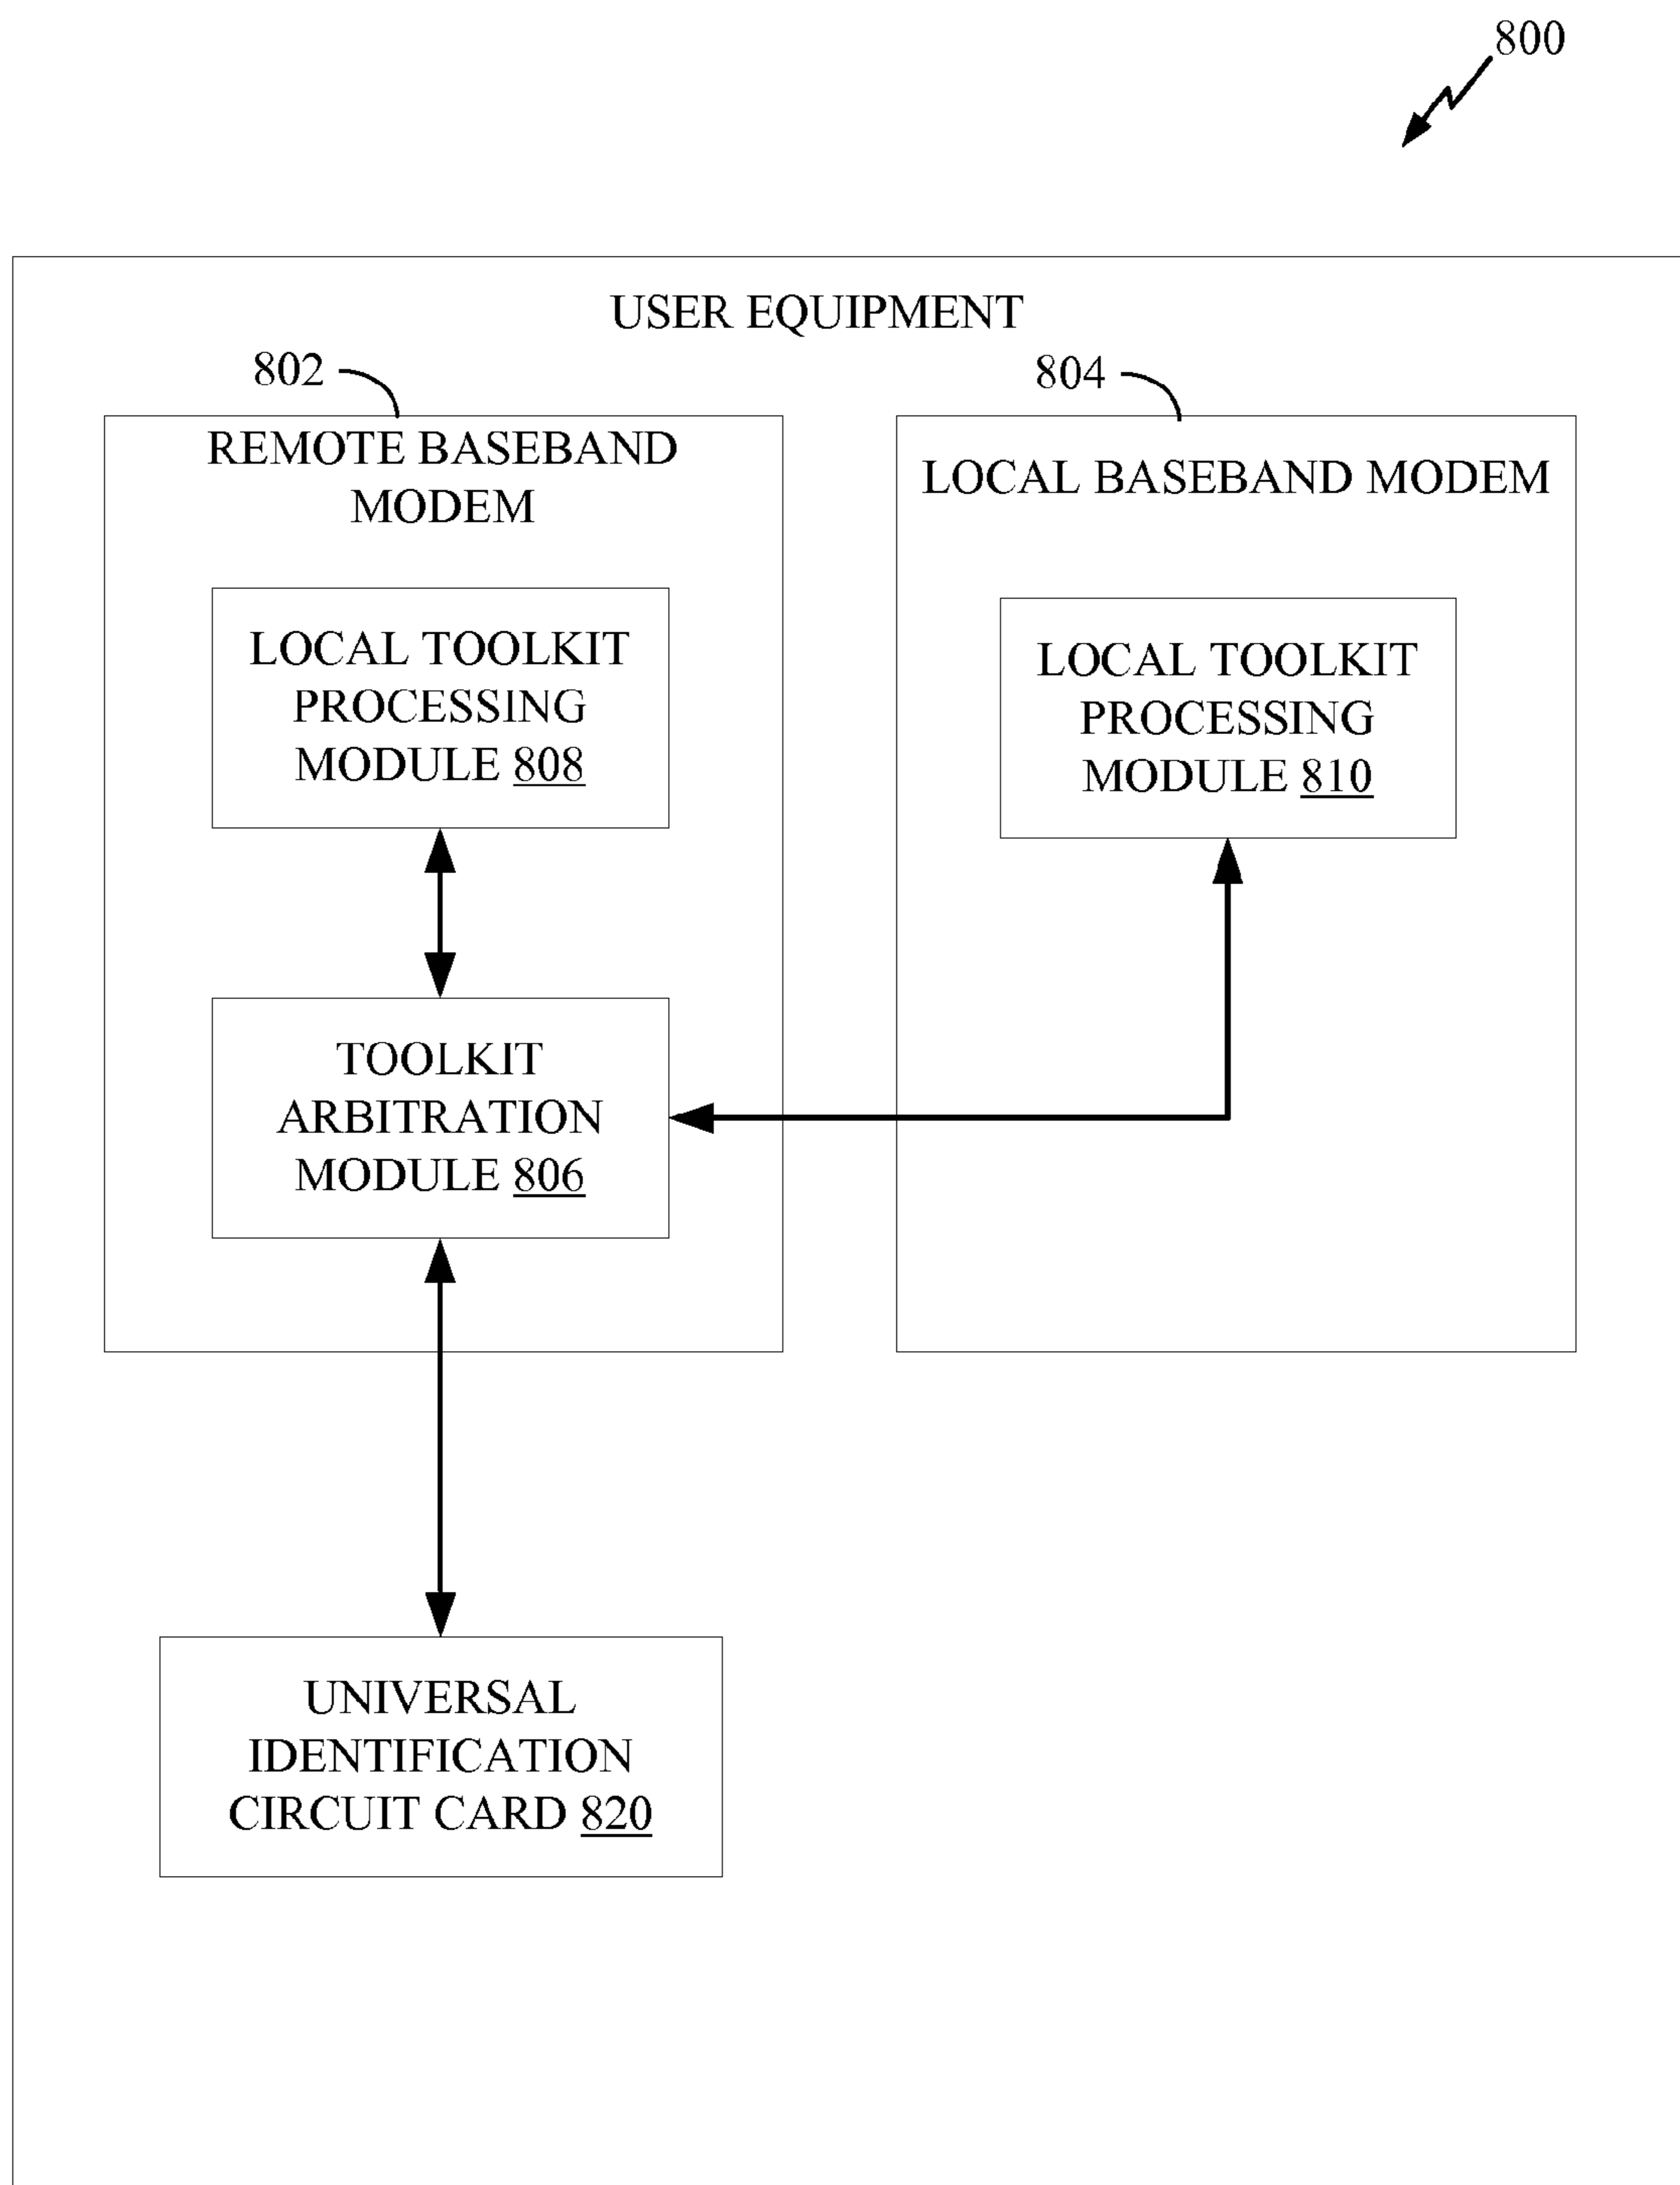 800
USER EQUIPMENT
802
804
REMOTE BASEBAND
MODEM
LOCAL BASEBAND MODEM
LOCAL TOOLKIT
PROCESSING
MODULE 808
LOCAL TOOLKIT
PROCESSING
MODULE 810
TOOLKIT
ARBITRATION
MODULE 806
UNIVERSAL
IDENTIFICATION
CIRCUIT CARD 820